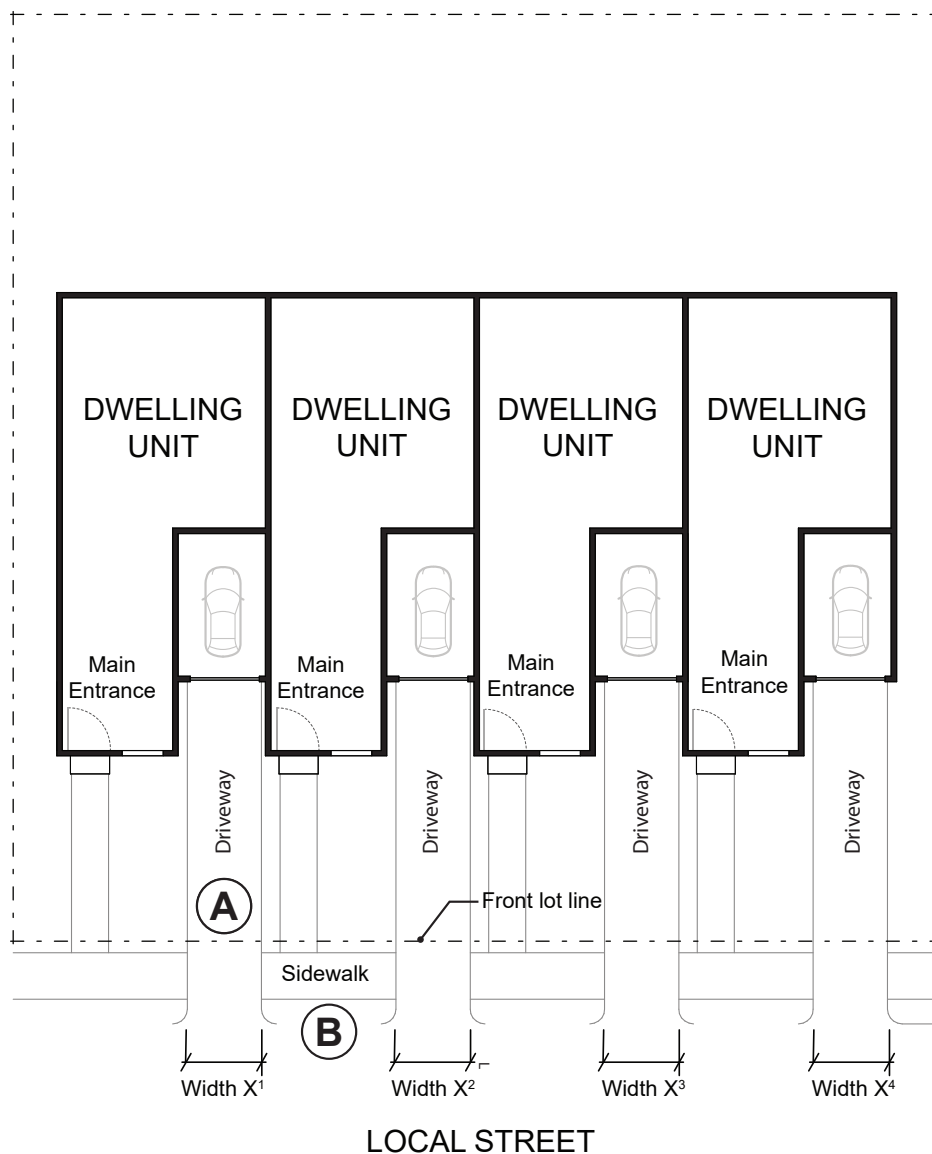 DWELLING
UNIT
DWELLING
UNIT
DWELLING
UNIT
DWELLING
UNIT
Main
Entrance
Main
Entrance
Main
Entrance
Main
Entrance
Driveway
Driveway
Driveway
Driveway
A
Front lot line
Sidewalk
B
Width X¹
Width X²
Width X³
Width X⁴
LOCAL STREET